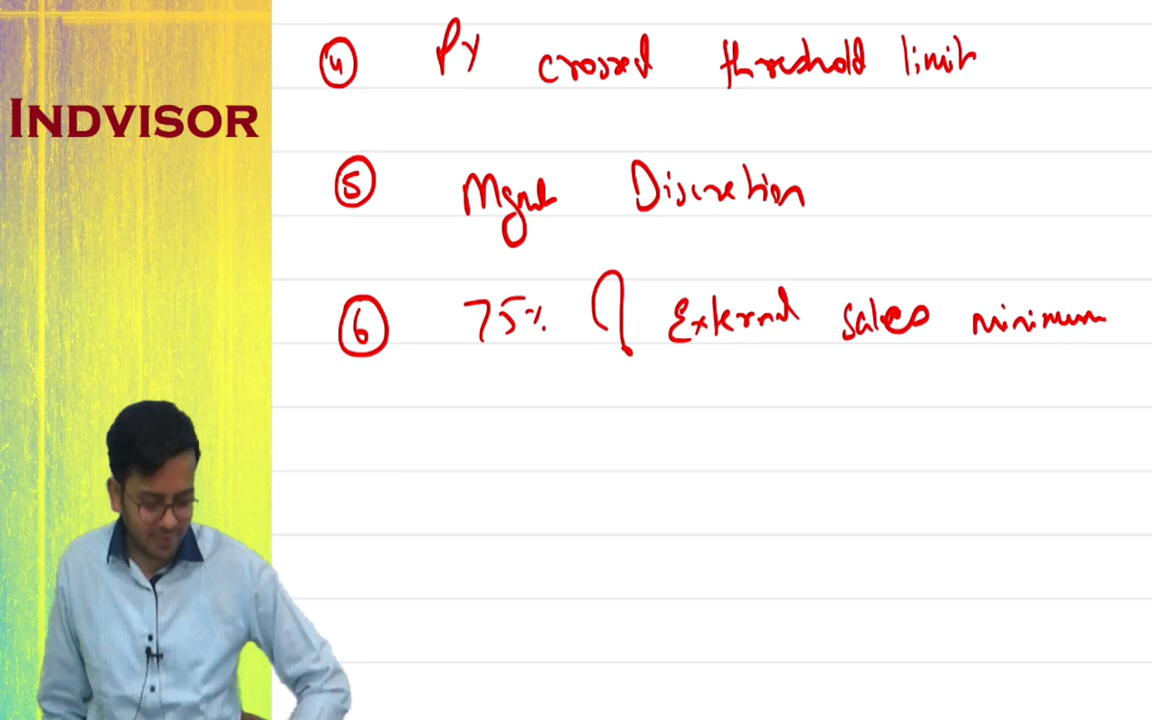 INDVISOR
④ PY crossed threshold limit
⑤ Mgmt Discretion
⑥ 75% of External sales minimum